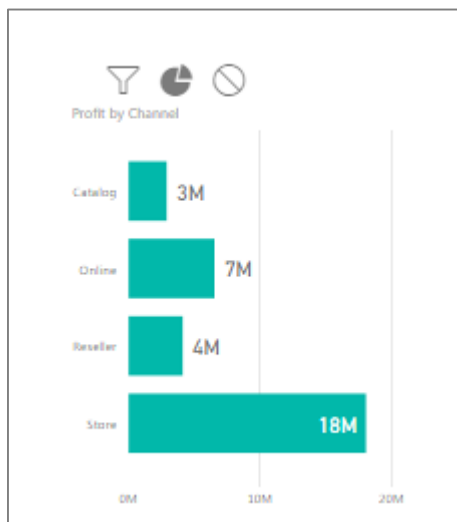 Profit by Channel
Catalog 3M
Online 7M
Reseller 4M
Store 18M
0M 10M 20M